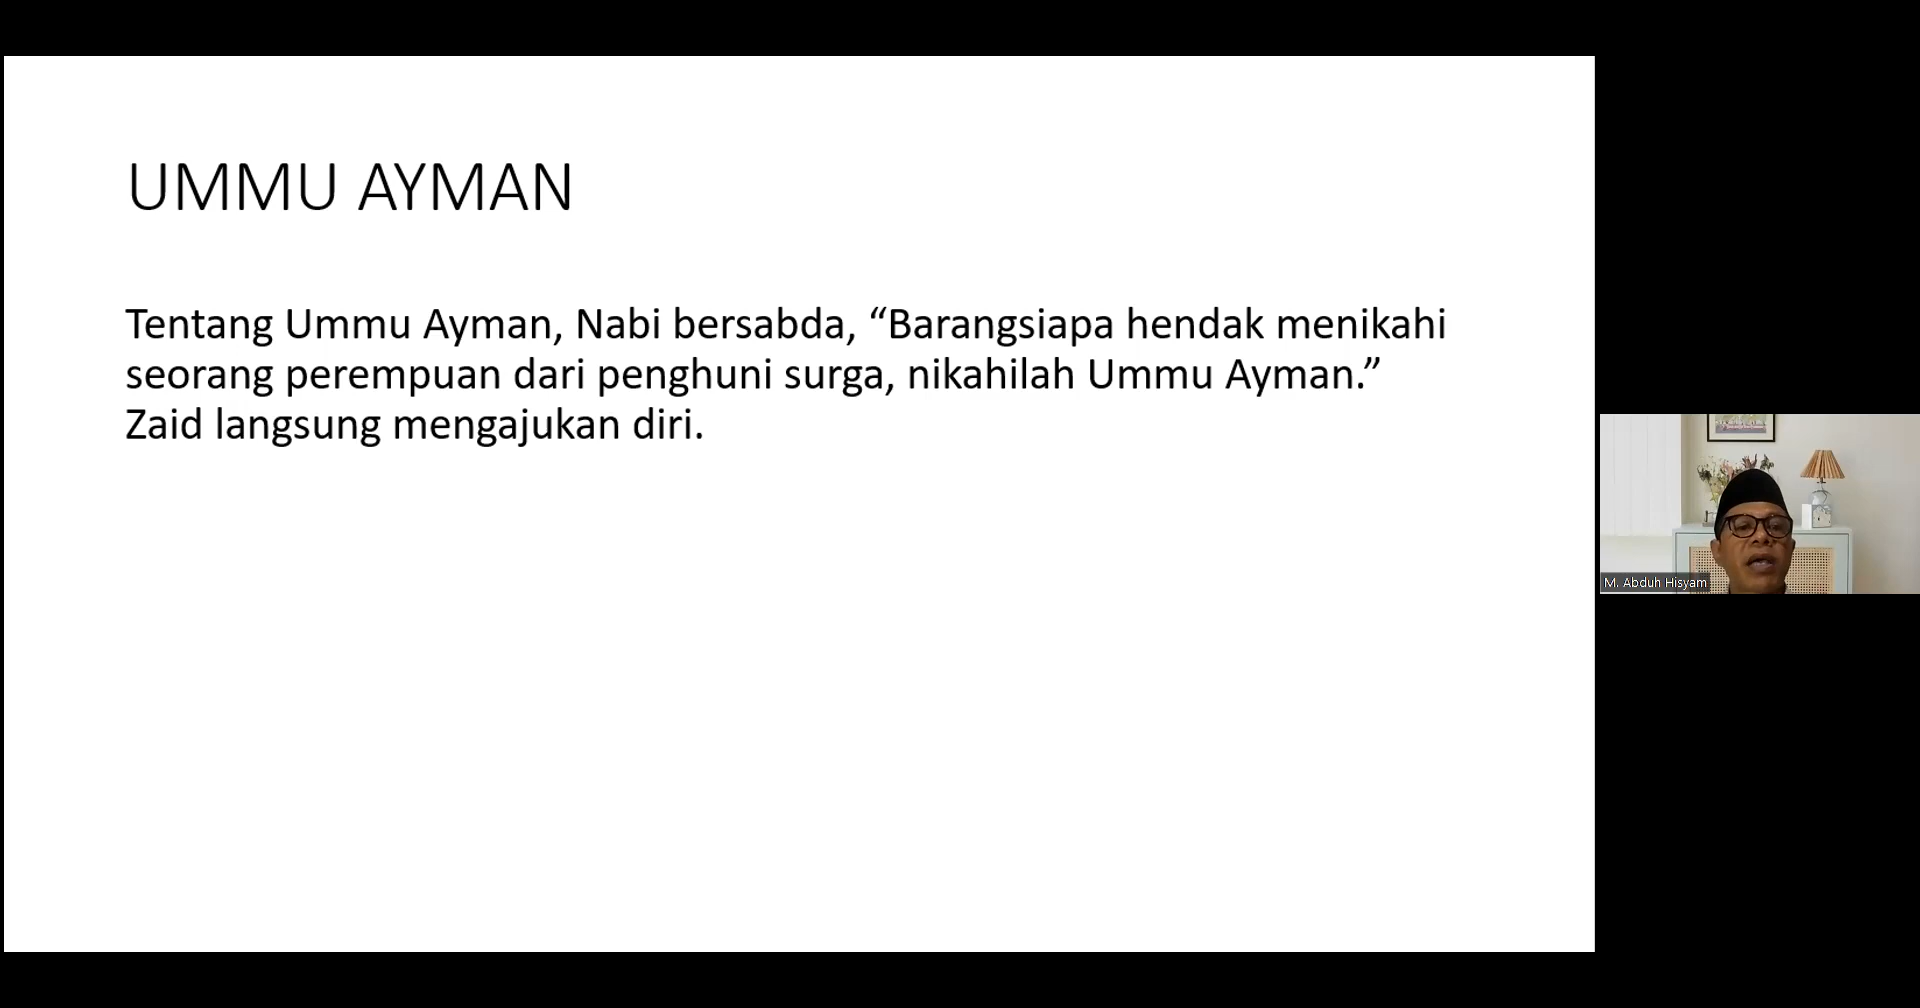 UMMU AYMAN
Tentang Ummu Ayman, Nabi bersabda, “Barangsiapa hendak menikahi
seorang perempuan dari penghuni surga, nikahilah Ummu Ayman.”
Zaid langsung mengajukan diri.
M. Abduh Hisyam